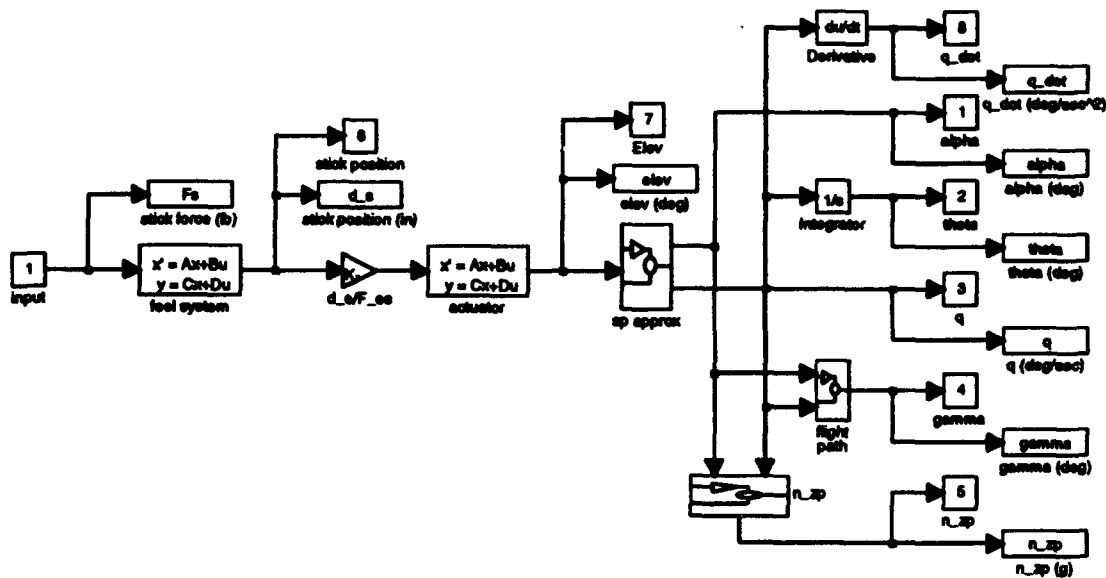 du/dt
Derivative
8
q_dot
q_dot
q_dot (deg/sec^2)
1
alpha
alpha
alpha (deg)
7
Elev
elev
elev (deg)
6
stick position
d_s
stick position (in)
Fs
stick force (lb)
1/s
Integrator
2
theta
theta
theta (deg)
1
input
x' = Ax+Bu
y = Cx+Du
feel system
d_e/F_es
x' = Ax+Bu
y = Cx+Du
actuator
sp approx
3
q
q
q (deg/sec)
flight
path
4
gamma
gamma
gamma (deg)
n_zp
5
n_zp
n_zp
n_zp (g)